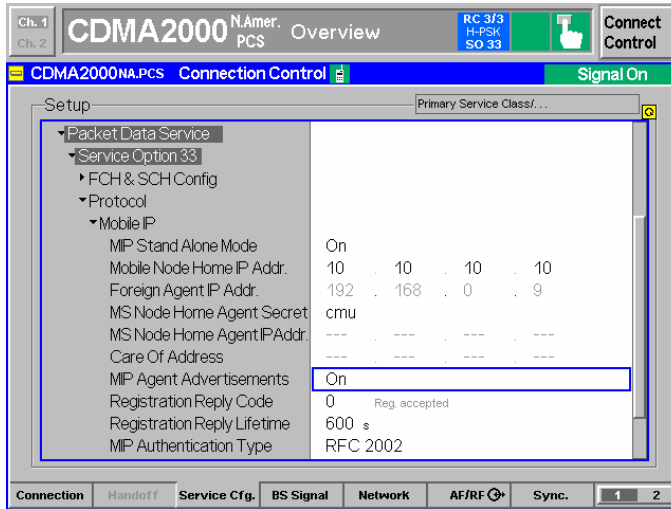 Ch. 1
Ch. 2
CDMA2000 N.Amer. PCS Overview
RC 3/3
H-PSK
SO 33
Connect Control
CDMA2000 NA.PCS Connection Control
Signal On
Setup
Primary Service Class/. . .
Packet Data Service
Service Option 33
FCH & SCH Config
Protocol
Mobile IP
MIP Stand Alone Mode On
Mobile Node Home IP Addr. 10 . 10 . 10 . 10
Foreign Agent IP Addr. 192 . 168 . 0 . 9
MS Node Home Agent Secret cmu
MS Node Home Agent IP Addr. --- . --- . --- . ---
Care Of Address --- . --- . --- . ---
MIP Agent Advertisements On
Registration Reply Code 0 Reg. accepted
Registration Reply Lifetime 600 s
MIP Authentication Type RFC 2002
Connection Handoff Service Cfg. BS Signal Network AF/RF Sync. 1 2